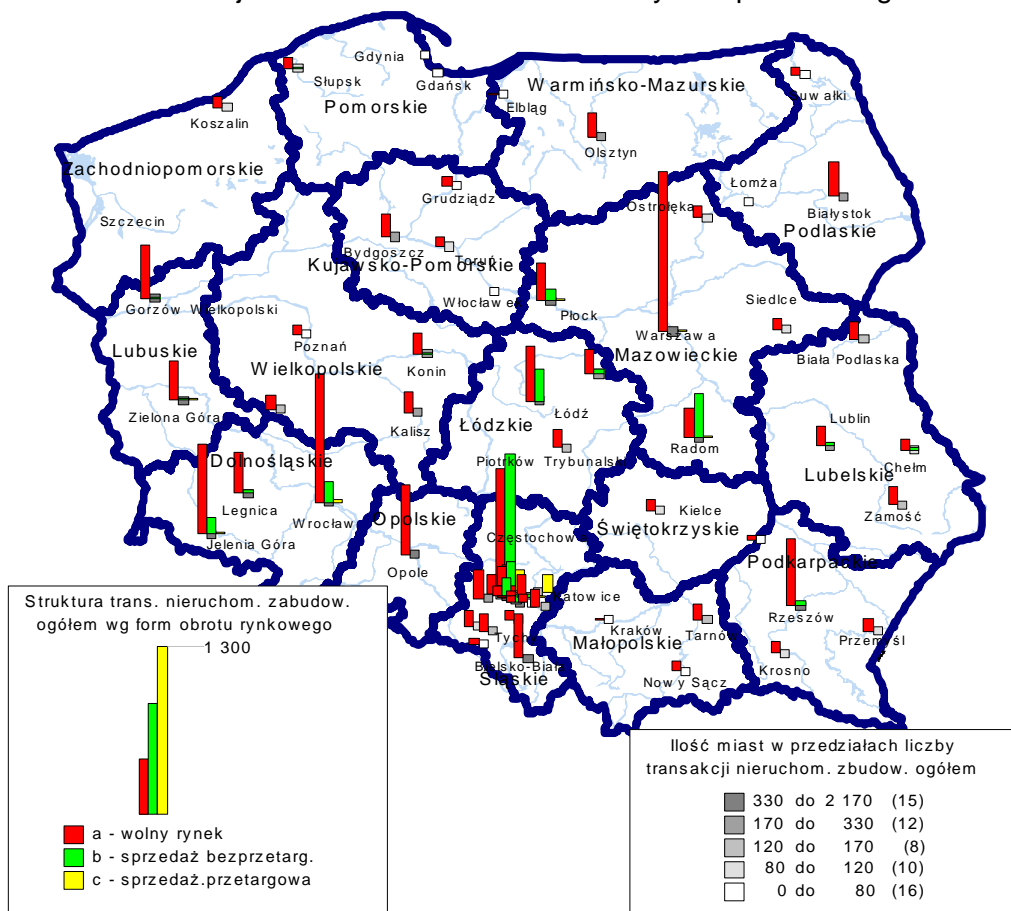 Gdynia
Gdańsk
Słupsk
Pomorskie
Koszalin
Elbląg
Warmińsko-Mazurskie
Olsztyn
Suwałki
Zachodniopomorskie
Szczecin
Grudziądz
Bydgoszcz
Toruń
Kujawsko-Pomorskie
Włocławek
Ostrołęka
Łomża
Białystok
Podlaskie
Gorzów Wielkopolski
Płock
Siedlce
Warszawa
Mazowieckie
Biała Podlaska
Lubuskie
Poznań
Wielkopolskie
Konin
Zielona Góra
Kalisz
Łódź
Łódzkie
Radom
Lublin
Lubelskie
Chełm
Zamość
Dolnośląskie
Legnica
Wrocław
Jelenia Góra
Piotrków Trybunalski
Opolskie
Opole
Częstochowa
Kielce
Świętokrzyskie
Katowice
Tychy
Bielsko-Biała
Śląskie
Kraków
Małopolskie
Tarnów
Nowy Sącz
Podkarpackie
Rzeszów
Przemyśl
Krosno
Struktura trans. nieruchom. zabudow.
ogółem wg form obrotu rynkowego
1 300
a - wolny rynek
b - sprzedaż bezprzetarg.
c - sprzedaż.przetargowa
Ilość miast w przedziałach liczby
transakcji nieruchom. zbudow. ogółem
330 do 2 170 (15)
170 do 330 (12)
120 do 170 (8)
80 do 120 (10)
0 do 80 (16)